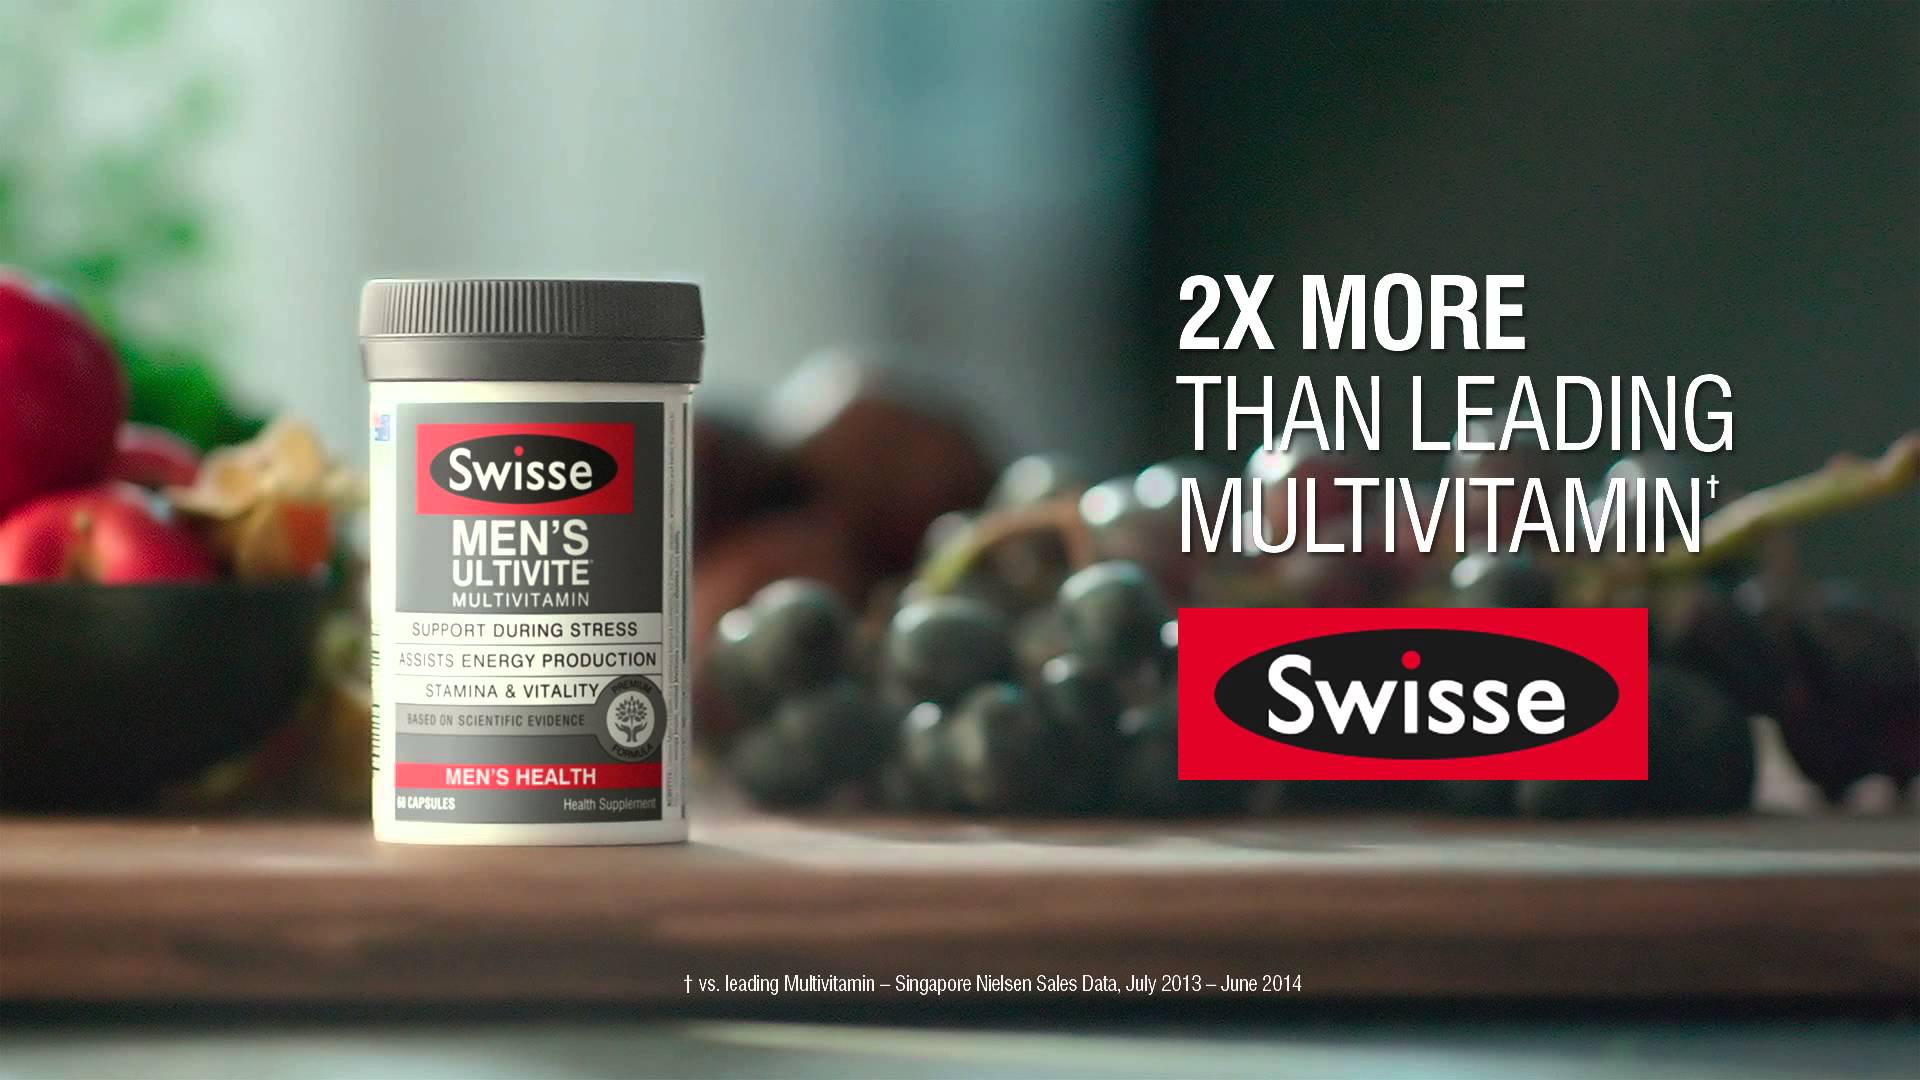 Swisse
MEN'S
ULTIVITE
MULTIVITAMIN
SUPPORT DURING STRESS
ASSISTS ENERGY PRODUCTION
STAMINA & VITALITY
BASED ON SCIENTIFIC EVIDENCE
PREMIUM
FORMULA
MEN'S HEALTH
60 CAPSULES
Health Supplement
2X MORE
THAN LEADING
MULTIVITAMIN†
Swisse
† vs. leading Multivitamin – Singapore Nielsen Sales Data, July 2013 – June 2014